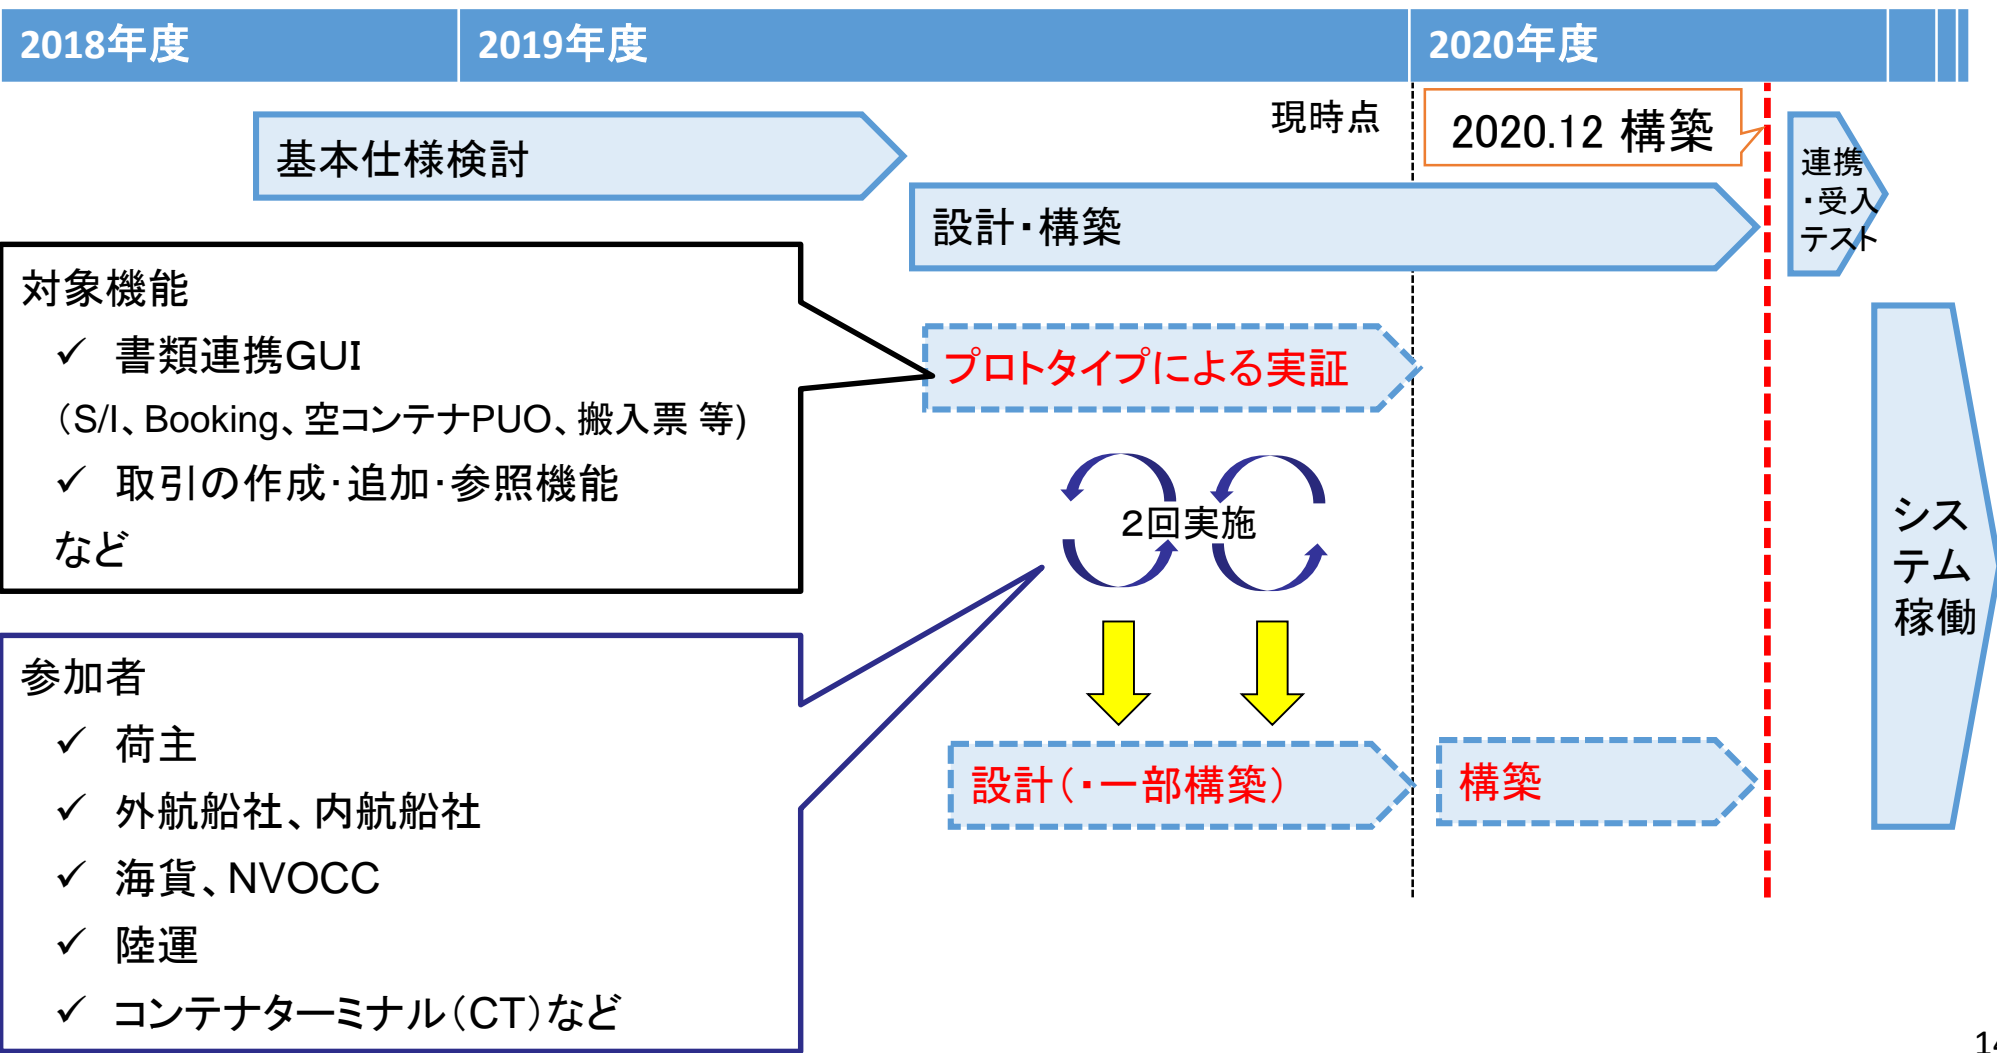 2018年度
2019年度
2020年度
現時点
2020.12 構築
基本仕様検討
設計・構築
連携
・受入
テスト
対象機能
✓ 書類連携GUI
（S/I、Booking、空コンテナPUO、搬入票 等)
✓ 取引の作成・追加・参照機能
など
プロトタイプによる実証
2回実施
シス
テム
稼働
参加者
✓ 荷主
✓ 外航船社、内航船社
✓ 海貨、NVOCC
✓ 陸運
✓ コンテナターミナル（CT）など
設計（・一部構築）
構築